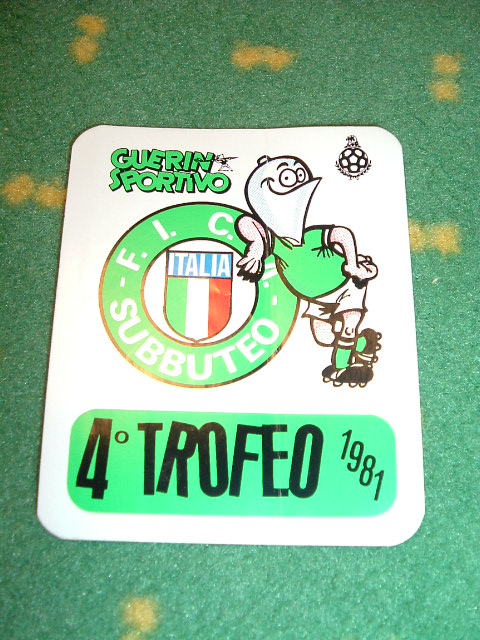 GUERIN
SPORTIVO
F. I. C.
ITALIA
SUBBUTEO
4° TROFEO 1981